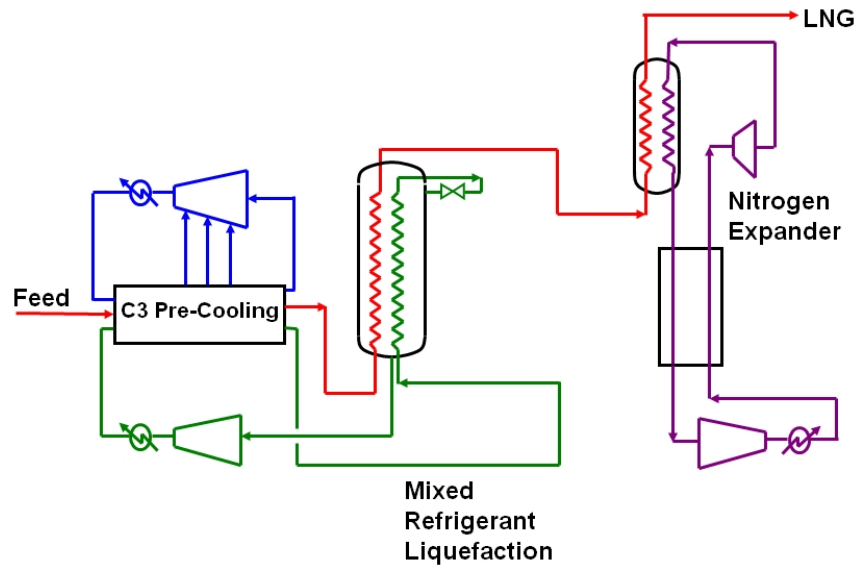 LNG
Nitrogen
Expander
Feed
C3 Pre-Cooling
Mixed
Refrigerant
Liquefaction